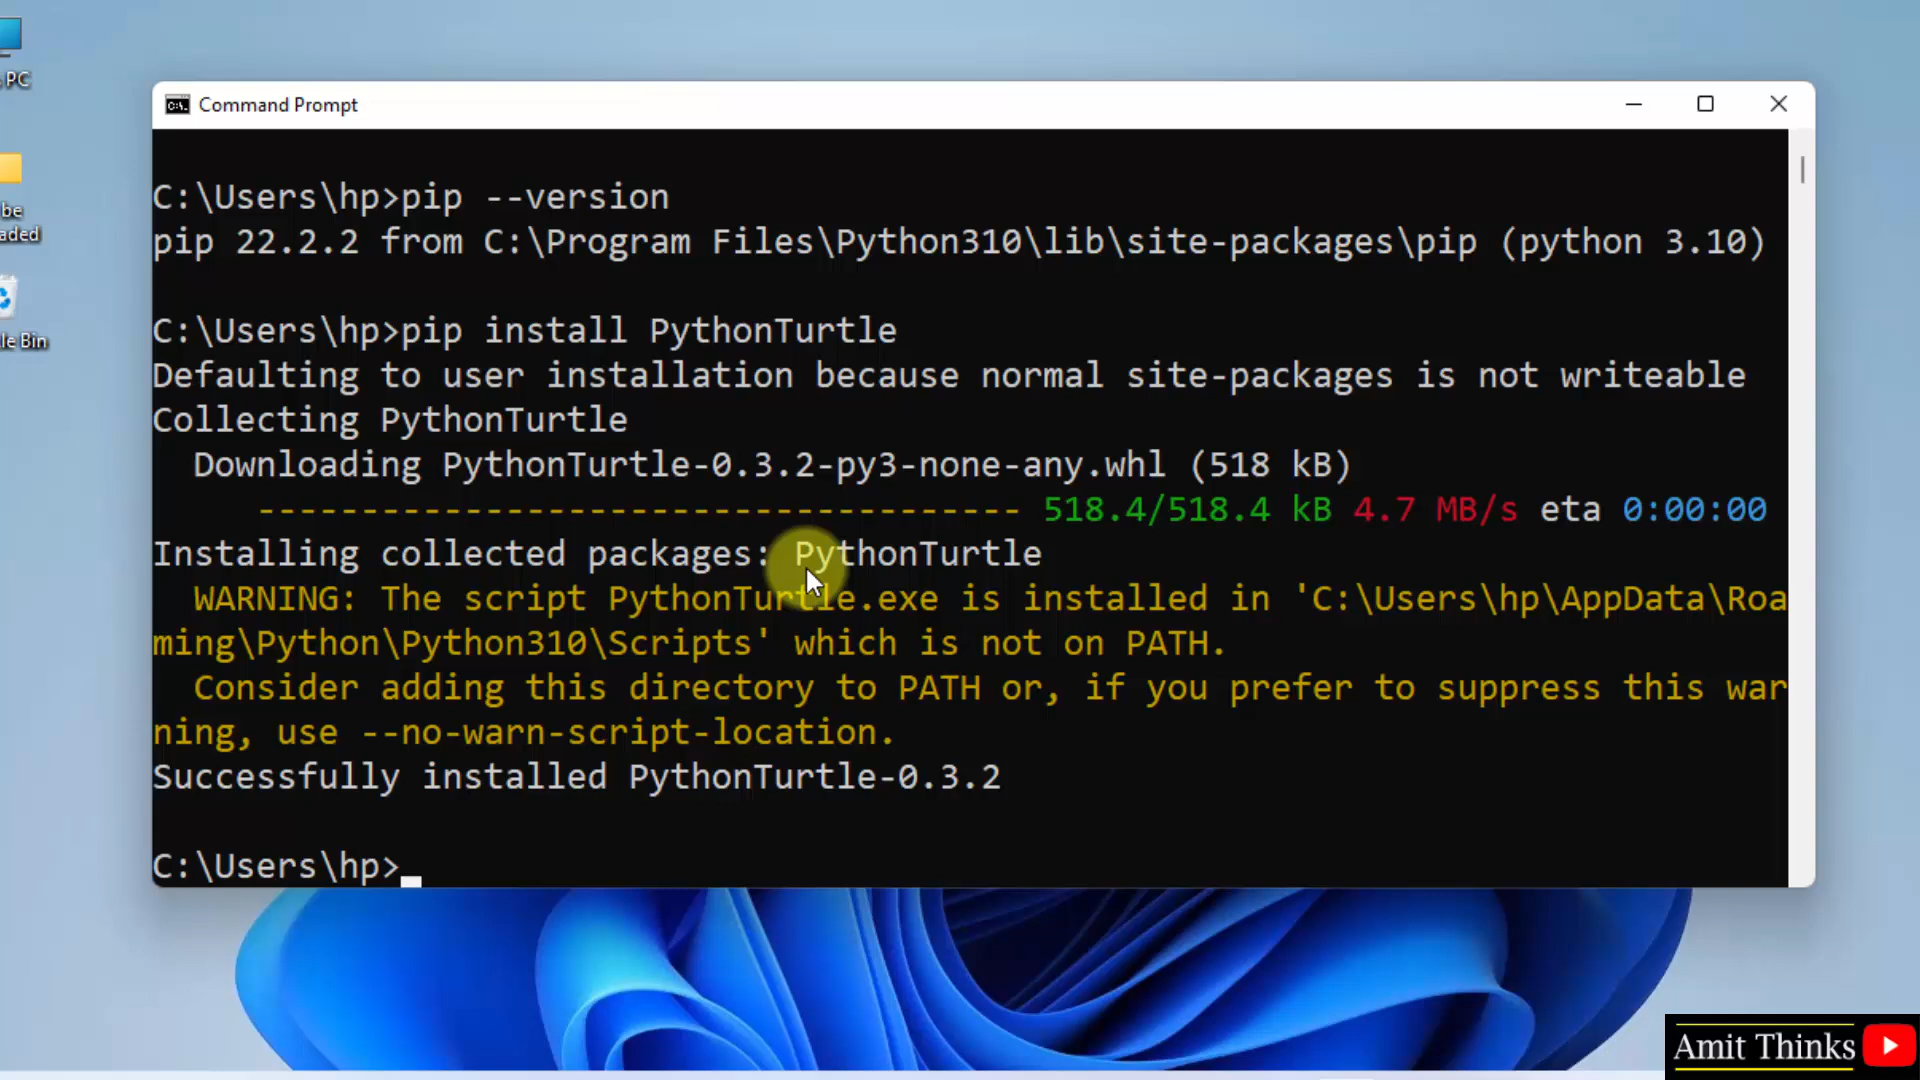 PC
Command Prompt
C:\Users\hp>pip --version
pip 22.2.2 from C:\Program Files\Python310\lib\site-packages\pip (python 3.10)
be
aded
C:\Users\hp>pip install PythonTurtle
le Bin
Defaulting to user installation because normal site-packages is not writeable
Collecting PythonTurtle
Downloading PythonTurtle-0.3.2-py3-none-any.whl (518 kB)
------------------------------------- 518.4/518.4 kB 4.7 MB/s eta 0:00:00
Installing collected packages: PythonTurtle
WARNING: The script PythonTurtle.exe is installed in 'C:\Users\hp\AppData\Roa
ming\Python\Python310\Scripts' which is not on PATH.
Consider adding this directory to PATH or, if you prefer to suppress this war
ning, use --no-warn-script-location.
Successfully installed PythonTurtle-0.3.2
C:\Users\hp>
Amit Thinks